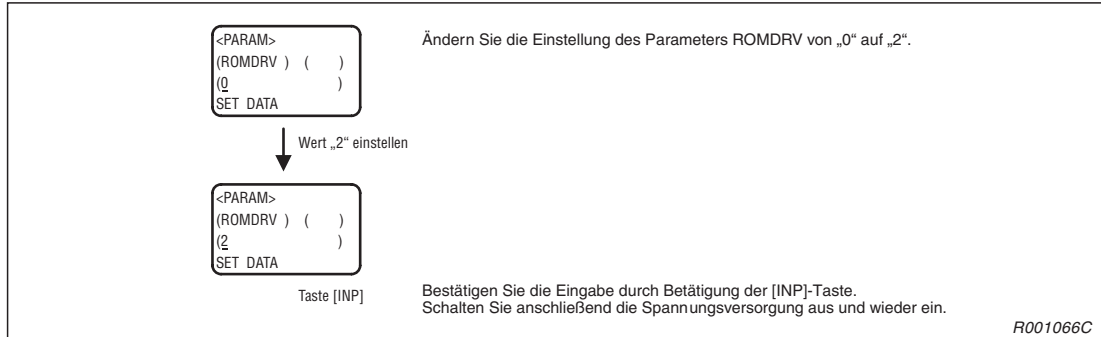 <PARAM>
(ROMDRV ) ( )
(0 )
SET DATA
Ändern Sie die Einstellung des Parameters ROMDRV von „0“ auf „2“.
Wert „2“ einstellen
<PARAM>
(ROMDRV ) ( )
(2 )
SET DATA
Taste [INP]
Bestätigen Sie die Eingabe durch Betätigung der [INP]-Taste.
Schalten Sie anschließend die Spannungsversorgung aus und wieder ein.
R001066C